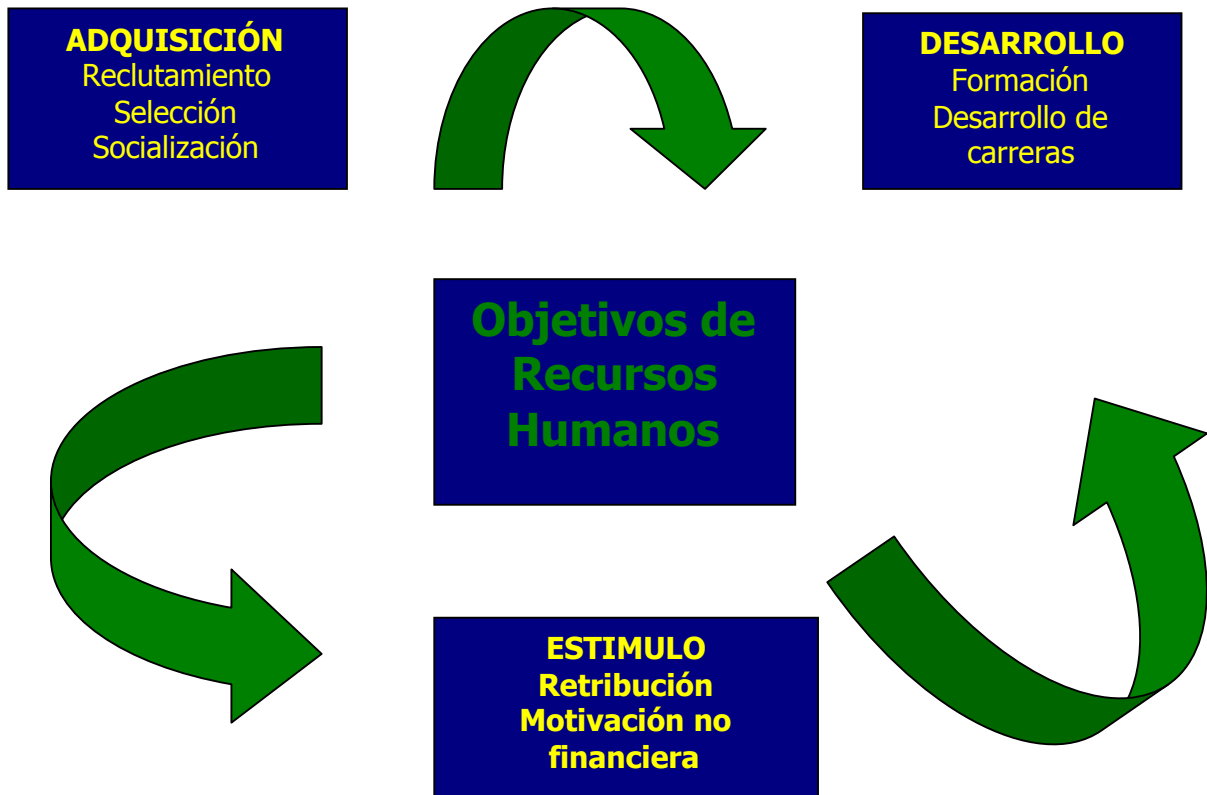 ADQUISICIÓN
Reclutamiento
Selección
Socialización
DESARROLLO
Formación
Desarrollo de
carreras
Objetivos de
Recursos
Humanos
ESTIMULO
Retribución
Motivación no
financiera